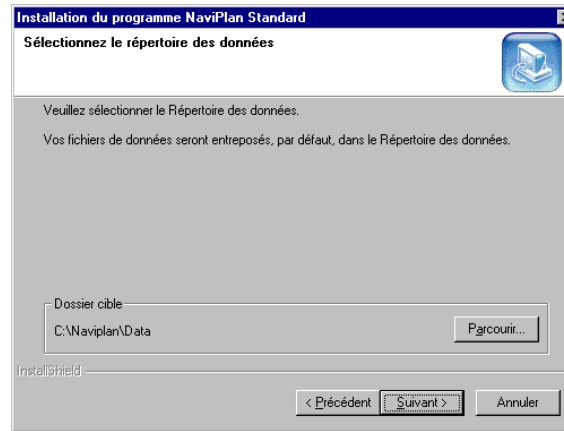 Installation du programme NaviPlan Standard
Sélectionnez le répertoire des données
Veuillez sélectionner le Répertoire des données.
Vos fichiers de données seront entreposés, par défaut, dans le Répertoire des données.
Dossier cible
C:\Naviplan\Data
Parcourir...
InstallShield
< Précédent
Suivant >
Annuler